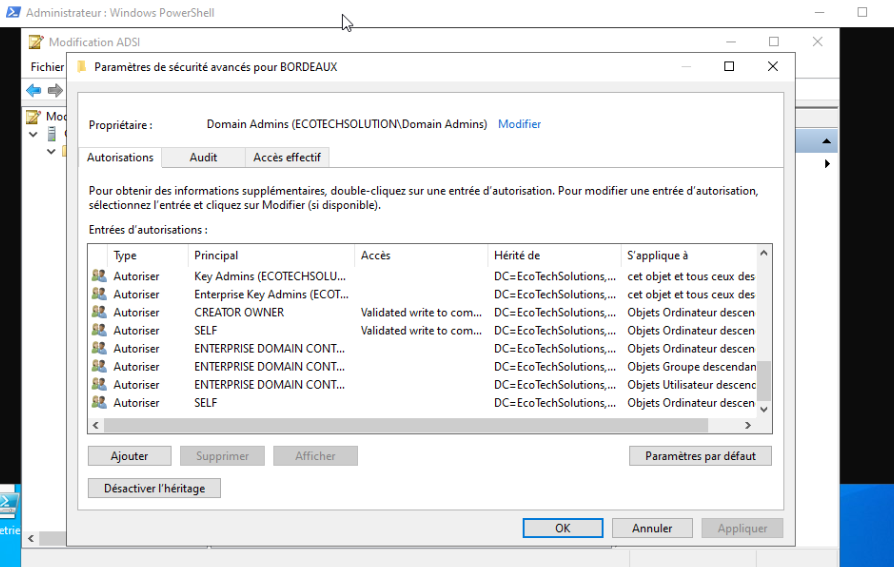 Administrateur : Windows PowerShell
Modification ADSI
Fichier
Paramètres de sécurité avancés pour BORDEAUX
Propriétaire :
Domain Admins (ECOTECHSOLUTION\Domain Admins) Modifier
Autorisations Audit Accès effectif
Pour obtenir des informations supplémentaires, double-cliquez sur une entrée d'autorisation. Pour modifier une entrée d'autorisation,
sélectionnez l'entrée et cliquez sur Modifier (si disponible).
Entrées d'autorisations :
Type Principal Accès Hérité de S'applique à
Autoriser Key Admins (ECOTECHSOLU... DC=EcoTechSolutions,... cet objet et tous ceux des
Autoriser Enterprise Key Admins (ECOT... DC=EcoTechSolutions,... cet objet et tous ceux des
Autoriser CREATOR OWNER Validated write to com... DC=EcoTechSolutions,... Objets Ordinateur descen
Autoriser SELF Validated write to com... DC=EcoTechSolutions,... Objets Ordinateur descen
Autoriser ENTERPRISE DOMAIN CONT... DC=EcoTechSolutions,... Objets Ordinateur descen
Autoriser ENTERPRISE DOMAIN CONT... DC=EcoTechSolutions,... Objets Groupe descendan
Autoriser ENTERPRISE DOMAIN CONT... DC=EcoTechSolutions,... Objets Utilisateur descenc
Autoriser SELF DC=EcoTechSolutions,... Objets Ordinateur descen
Ajouter Supprimer Afficher Paramètres par défaut
Désactiver l'héritage
OK Annuler Appliquer